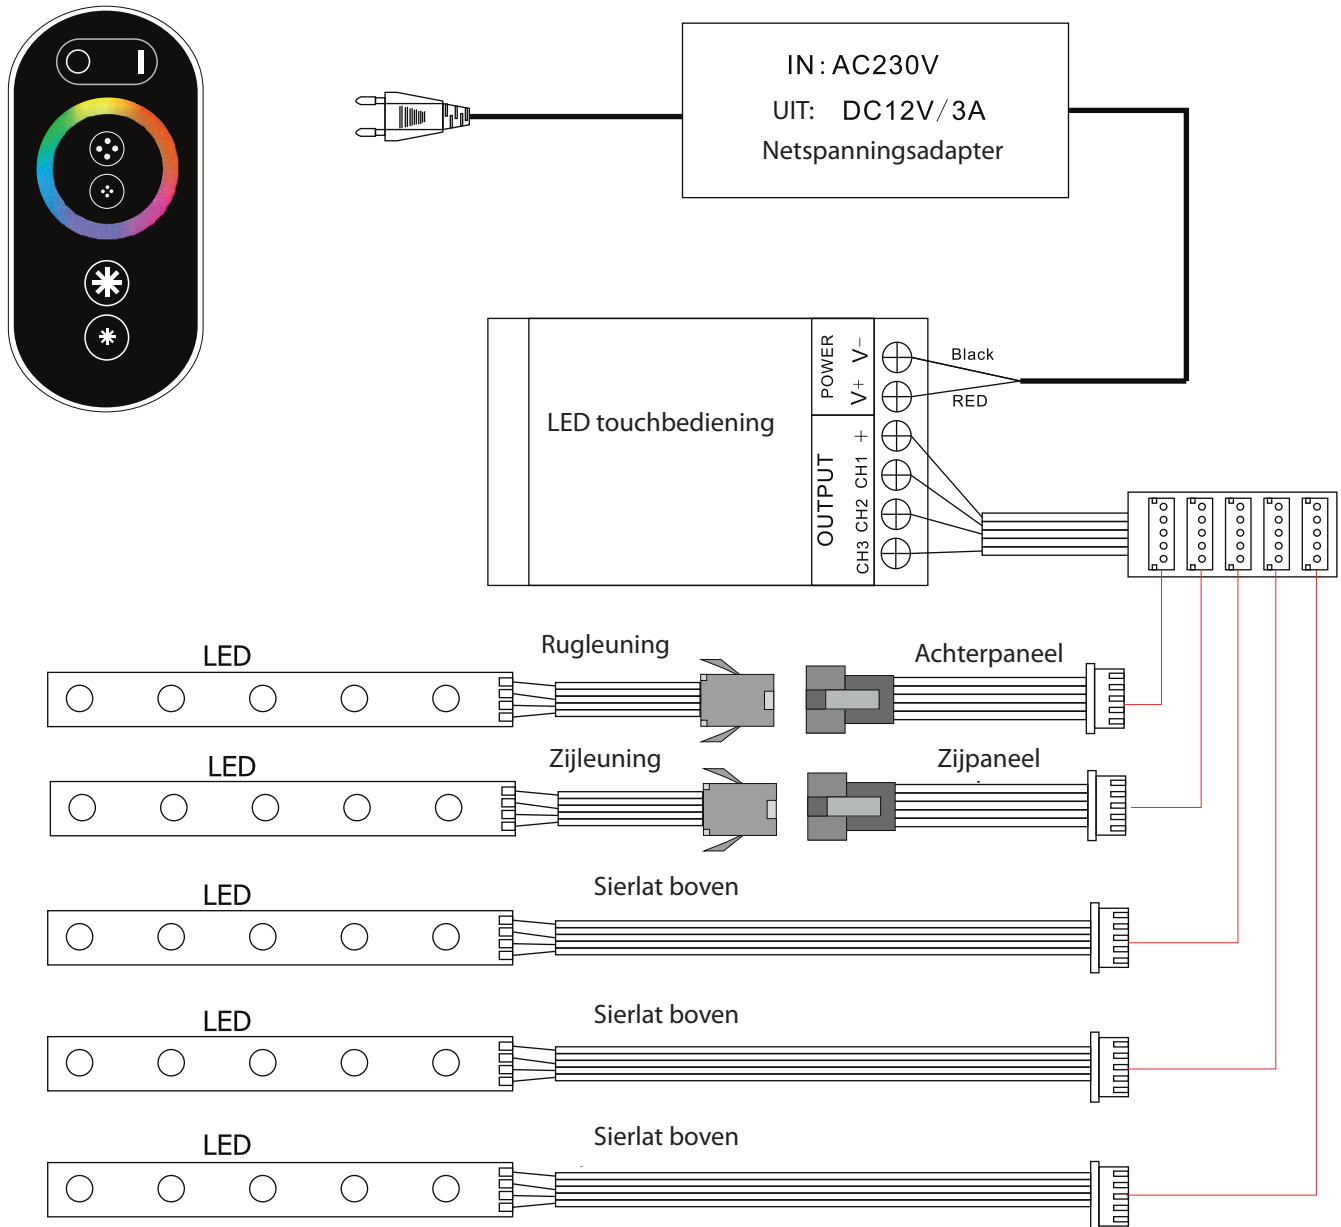 IN: AC230V
UIT: DC12V/3A
Netspanningsadapter
LED touchbediening
POWER
V-
V+
OUTPUT
+
CH1
CH2
CH3
Black
RED
LED
Rugleuning
Achterpaneel
LED
Zijleuning
Zijpaneel
LED
Sierlat boven
LED
Sierlat boven
LED
Sierlat boven